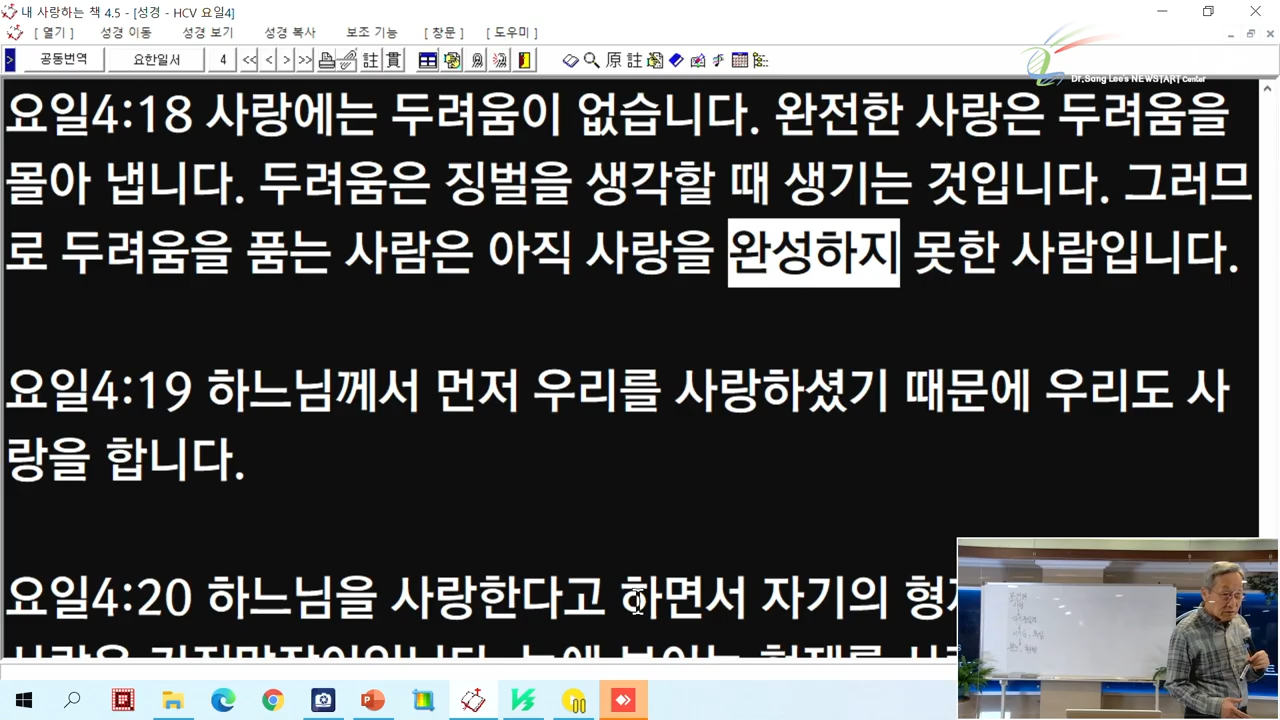 내 사랑하는 책 4.5 - [성경 - HCV 요일4]
[ 열기 ] 성경 이동 성경 보기 성경 복사 보조 기능 [ 창문 ] [ 도우미 ]
> 공동번역 요한일서 4 << < > >> 註 貫 原 註
Dr.Sang Lee's NEWSTART Center
요일4:18 사랑에는 두려움이 없습니다. 완전한 사랑은 두려움을
몰아 냅니다. 두려움은 징벌을 생각할 때 생기는 것입니다. 그러므
로 두려움을 품는 사람은 아직 사랑을 완성하지 못한 사람입니다.
요일4:19 하느님께서 먼저 우리를 사랑하셨기 때문에 우리도 사
랑을 합니다.
요일4:20 하느님을 사랑한다고 하면서 자기의